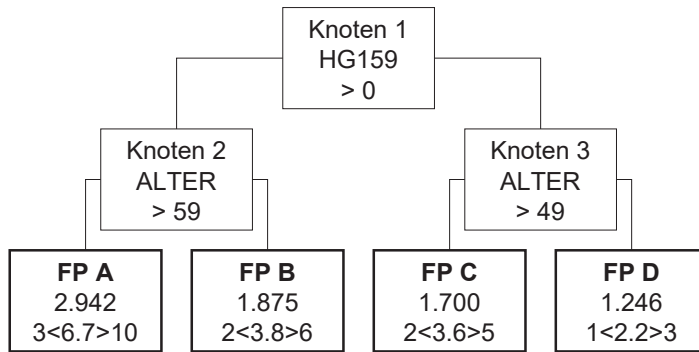 Knoten 1
HG159
> 0
Knoten 2
ALTER
> 59
Knoten 3
ALTER
> 49
FP A
2.942
3<6.7>10
FP B
1.875
2<3.8>6
FP C
1.700
2<3.6>5
FP D
1.246
1<2.2>3